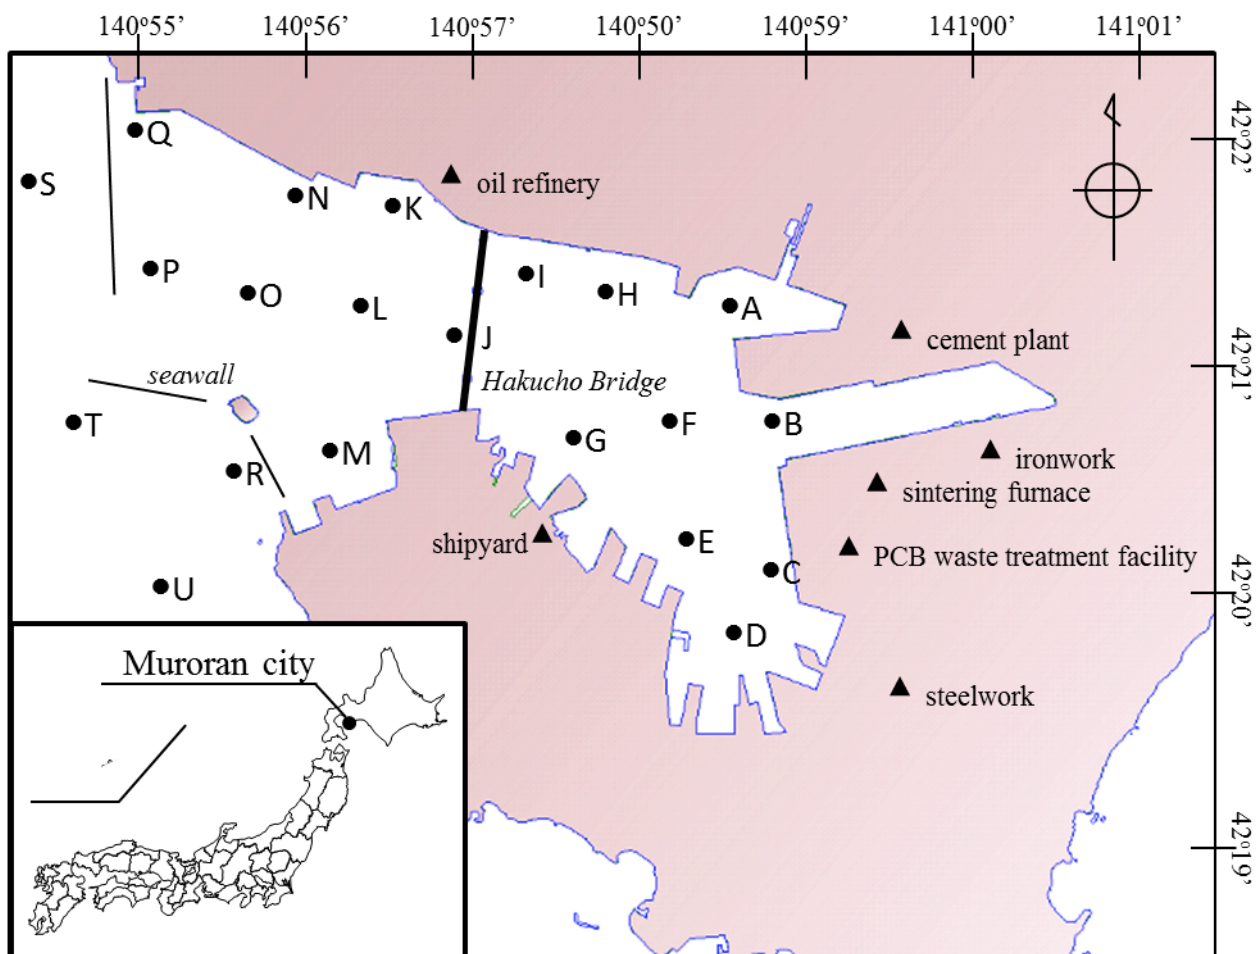 140°55’ 140°56’ 140°57’ 140°50’ 140°59’ 141°00’ 141°01’
42°22’
Q
S
oil refinery
N
K
P
I
O
H
L
A
J
cement plant
42°21’
seawall
Hakucho Bridge
T
F
B
G
M
R
ironwork
sintering furnace
shipyard
E
PCB waste treatment facility
C
U
42°20’
D
Muroran city
steelwork
42°19’